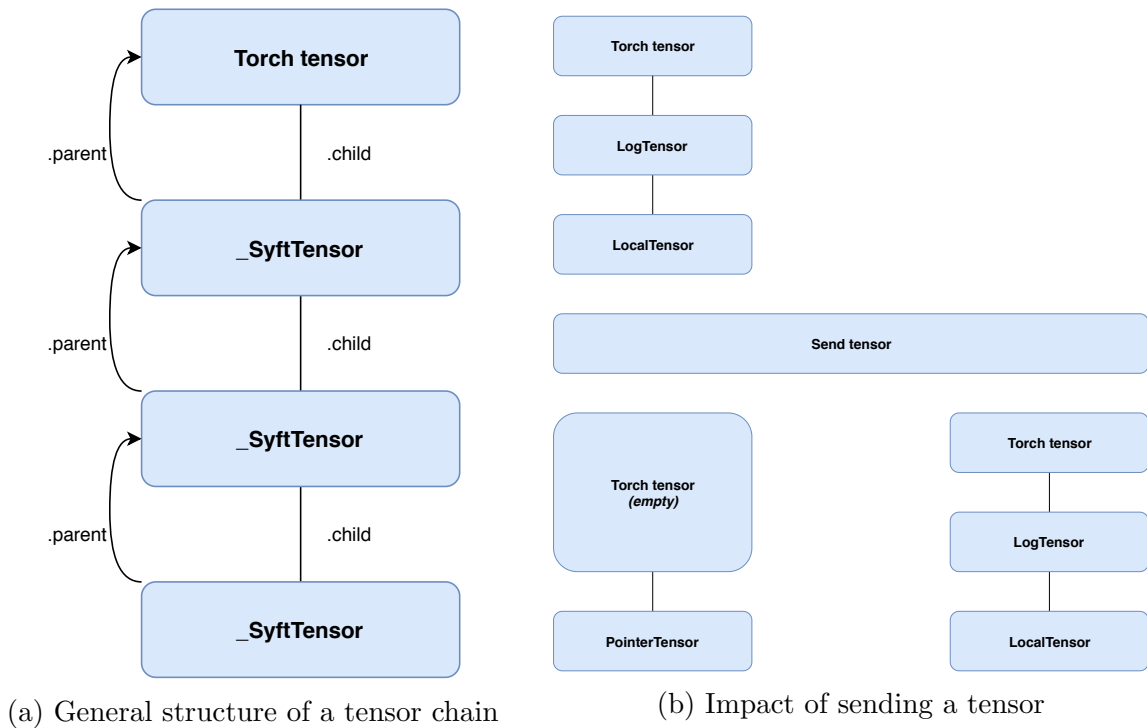 Torch tensor
.parent
.child
_SyftTensor
.parent
.child
_SyftTensor
.parent
.child
_SyftTensor
(a) General structure of a tensor chain
Torch tensor
LogTensor
LocalTensor
Send tensor
Torch tensor
(empty)
PointerTensor
Torch tensor
LogTensor
LocalTensor
(b) Impact of sending a tensor